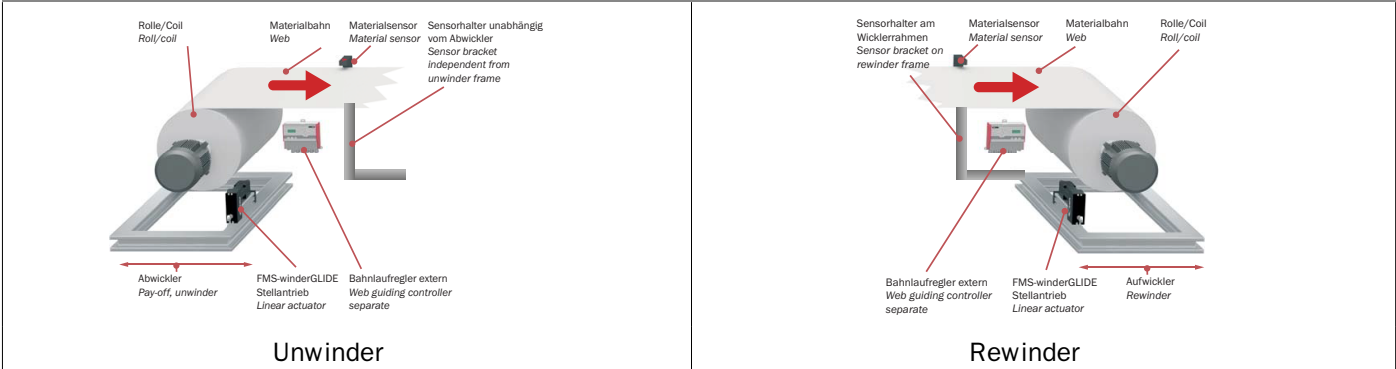 Rolle/Coil
Roll/coil
Materialbahn
Web
Materialsensor
Material sensor
Sensorhalter unabhängig
vom Abwickler
Sensor bracket
independent from
unwinder frame
Abwickler
Pay-off, unwinder
FMS-winderGLIDE
Stellantrieb
Linear actuator
Bahnlaufregler extern
Web guiding controller
separate
Unwinder
Sensorhalter am
Wicklerrahmen
Sensor bracket on
rewinder frame
Materialsensor
Material sensor
Materialbahn
Web
Rolle/Coil
Roll/coil
Bahnlaufregler extern
Web guiding controller
separate
FMS-winderGLIDE
Stellantrieb
Linear actuator
Aufwickler
Rewinder
Rewinder